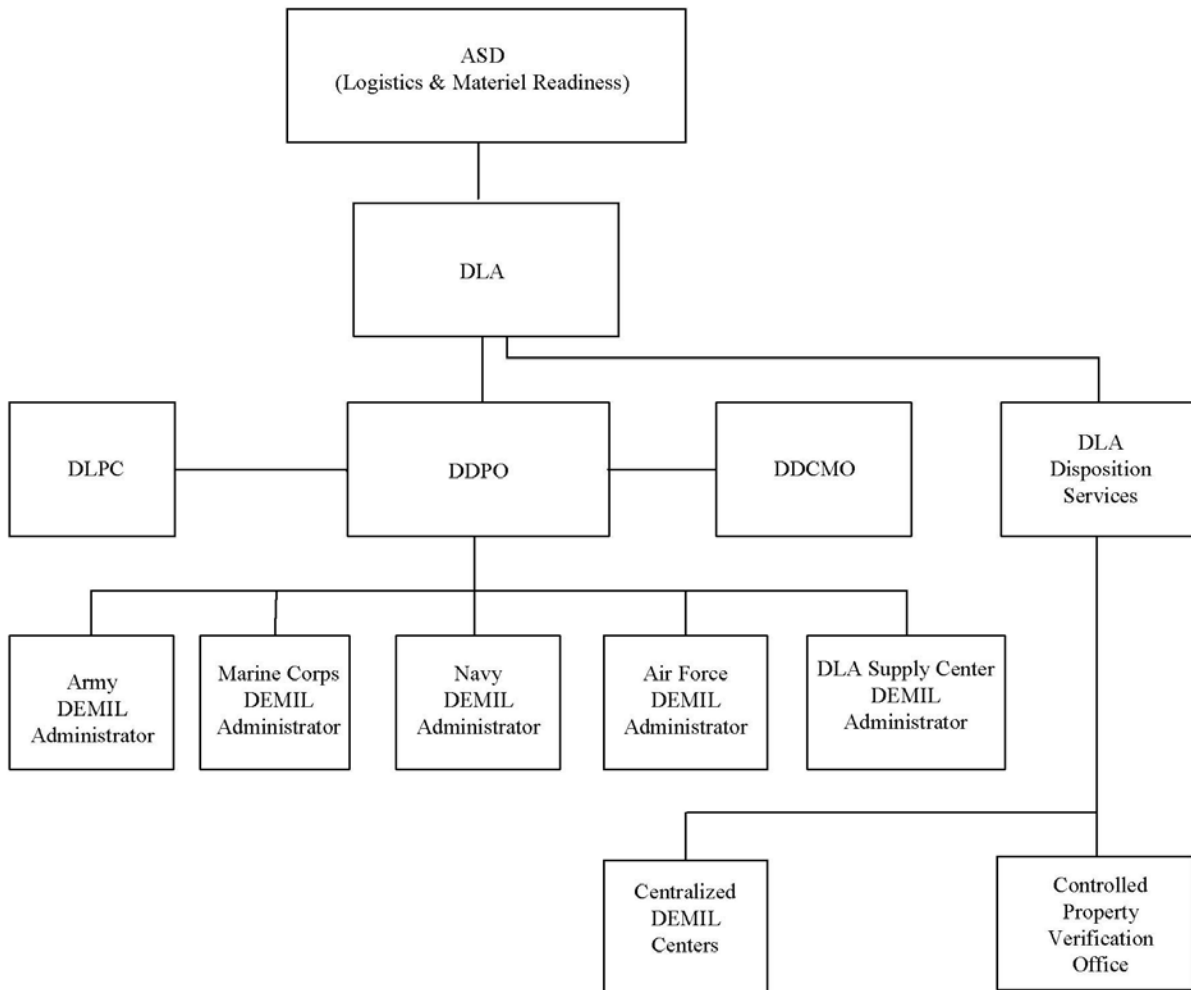 ASD
(Logistics & Materiel Readiness)
DLA
DLPC
DDPO
DDCMO
DLA
Disposition
Services
Army
DEMIL
Administrator
Marine Corps
DEMIL
Administrator
Navy
DEMIL
Administrator
Air Force
DEMIL
Administrator
DLA Supply Center
DEMIL
Administrator
Centralized
DEMIL
Centers
Controlled
Property
Verification
Office